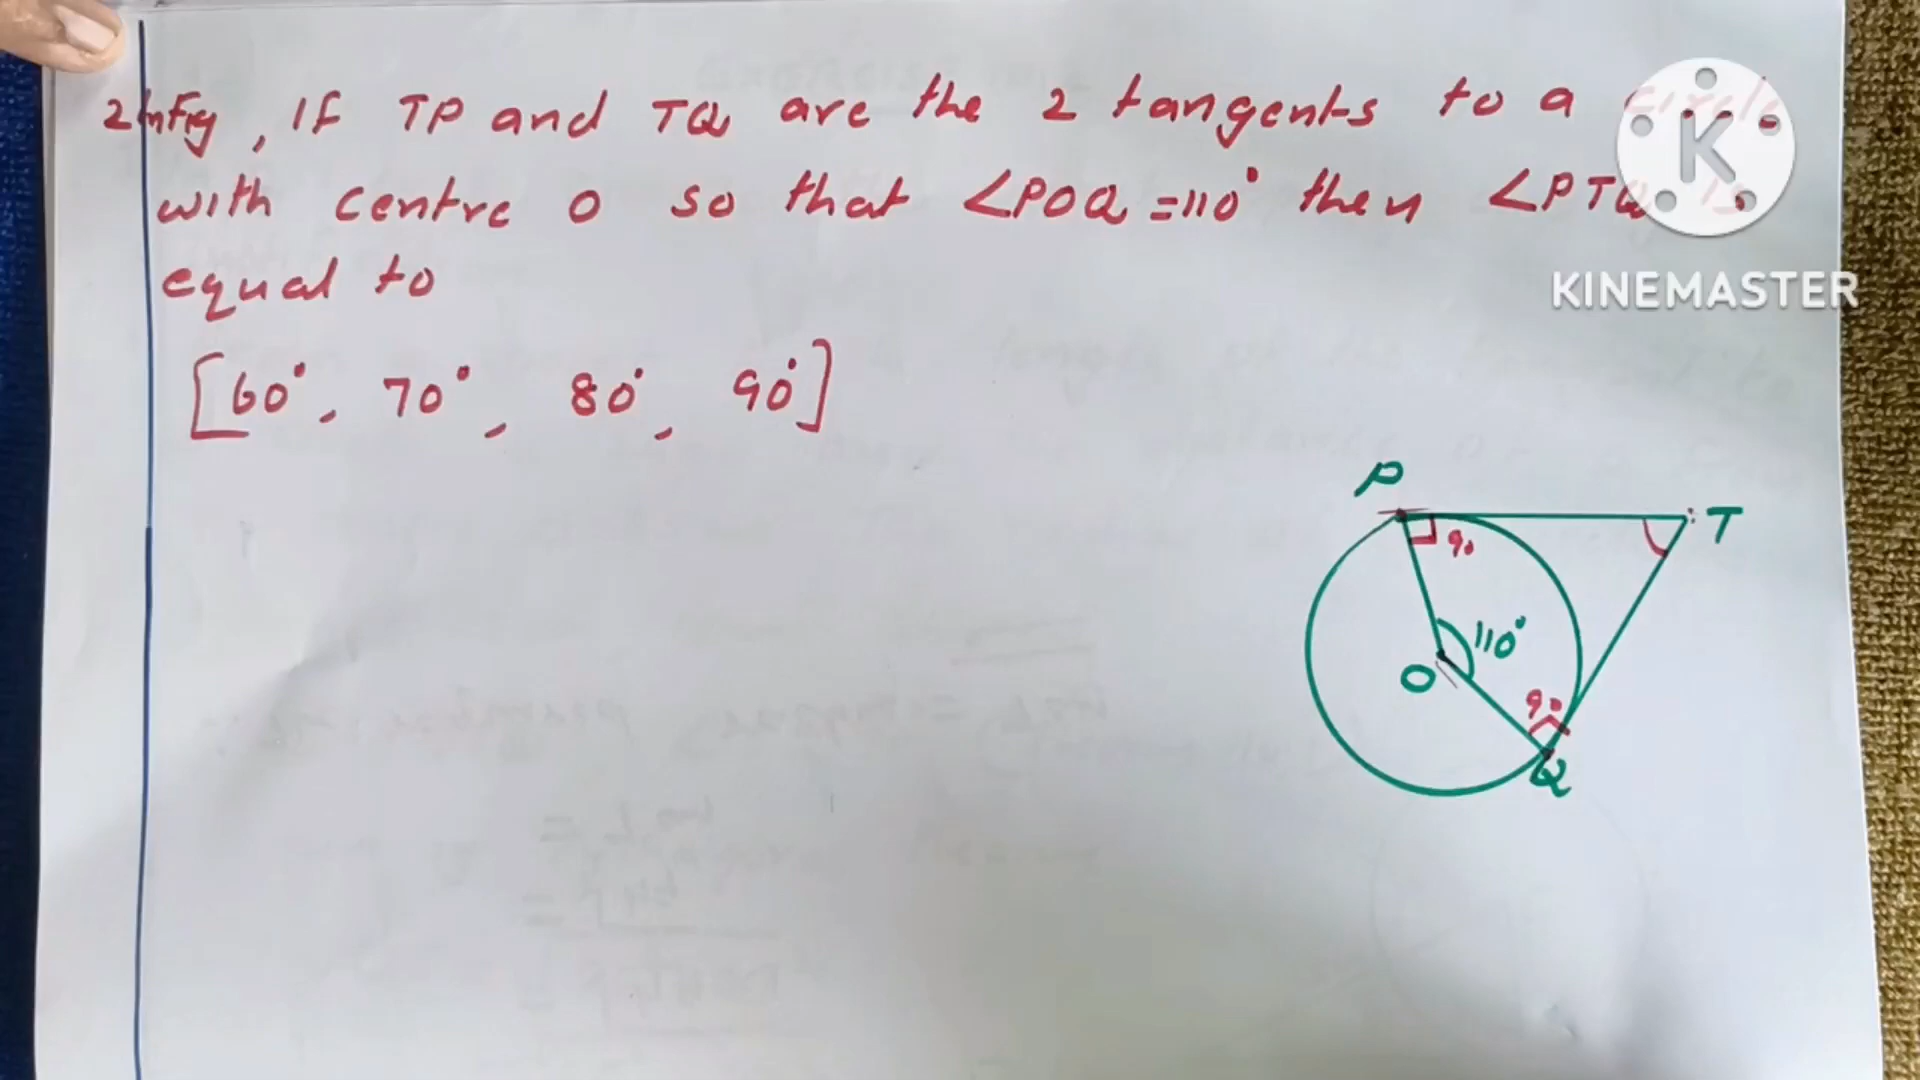 2 In Fig, If TP and TQ are the 2 tangents to a circle
with centre O so that ∠POQ = 110° then ∠PTQ is
equal to
[60°, 70°, 80°, 90°]
K
KINEMASTER
P
T
90
110°
O
90
Q